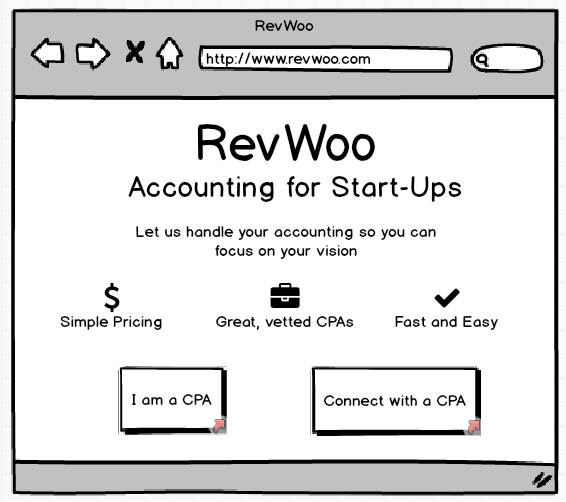 RevWoo
http://www.revwoo.com
RevWoo
Accounting for Start-Ups
Let us handle your accounting so you can
focus on your vision
$
Simple Pricing
Great, vetted CPAs
Fast and Easy
I am a CPA
Connect with a CPA